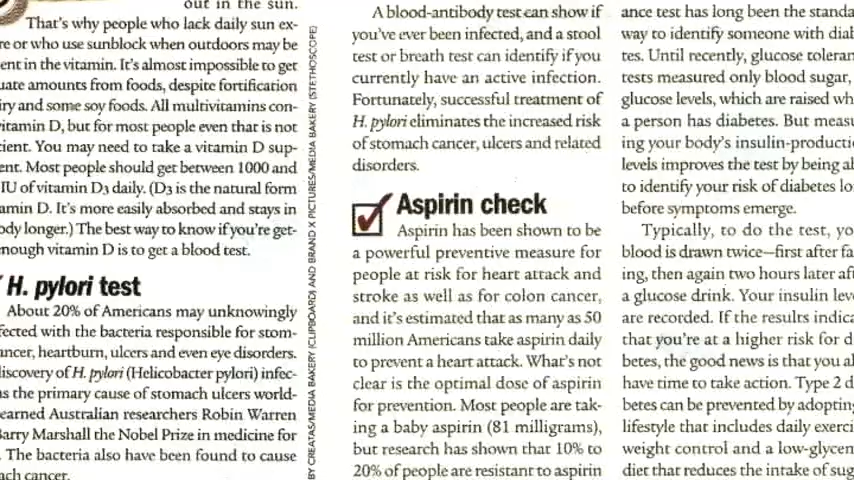 out in the sun.
That's why people who lack daily sun ex-
re or who use sunblock when outdoors may be
ent in the vitamin. It's almost impossible to get
uate amounts from foods, despite fortification
iry and some soy foods. All multivitamins con-
vitamin D, but for most people even that is not
cient. You may need to take a vitamin D sup-
ent. Most people should get between 1000 and
IU of vitamin D3 daily. (D3 is the natural form
amin D. It's more easily absorbed and stays in
ody longer.) The best way to know if you're get-
nough vitamin D is to get a blood test.
H. pylori test
About 20% of Americans may unknowingly
fected with the bacteria responsible for stom-
ancer, heartburn, ulcers and even eye disorders.
discovery of H. pylori (Helicobacter pylori) infec-
as the primary cause of stomach ulcers world-
earned Australian researchers Robin Warren
Barry Marshall the Nobel Prize in medicine for
. The bacteria also have been found to cause
ach cancer.
BY CREATAS/MEDIA BAKERY (CLIPBOARD) AND BRAND X PICTURES/MEDIA BAKERY (STETHOSCOPE)
A blood-antibody test can show if
you've ever been infected, and a stool
test or breath test can identify if you
currently have an active infection.
Fortunately, successful treatment of
H. pylori eliminates the increased risk
of stomach cancer, ulcers and related
disorders.
Aspirin check
Aspirin has been shown to be
a powerful preventive measure for
people at risk for heart attack and
stroke as well as for colon cancer,
and it's estimated that as many as 50
million Americans take aspirin daily
to prevent a heart attack. What's not
clear is the optimal dose of aspirin
for prevention. Most people are tak-
ing a baby aspirin (81 milligrams),
but research has shown that 10% to
20% of people are resistant to aspirin
ance test has long been the standa
way to identify someone with diab
tes. Until recently, glucose toleran
tests measured only blood sugar,
glucose levels, which are raised wh
a person has diabetes. But measu
ing your body's insulin-producti
levels improves the test by being ab
to identify your risk of diabetes lo
before symptoms emerge.
Typically, to do the test, yo
blood is drawn twice—first after fa
ing, then again two hours later aft
a glucose drink. Your insulin leve
are recorded. If the results indica
that you're at a higher risk for d
betes, the good news is that you al
have time to take action. Type 2 d
betes can be prevented by adopting
lifestyle that includes daily exerci
weight control and a low-glycen
diet that reduces the intake of sug